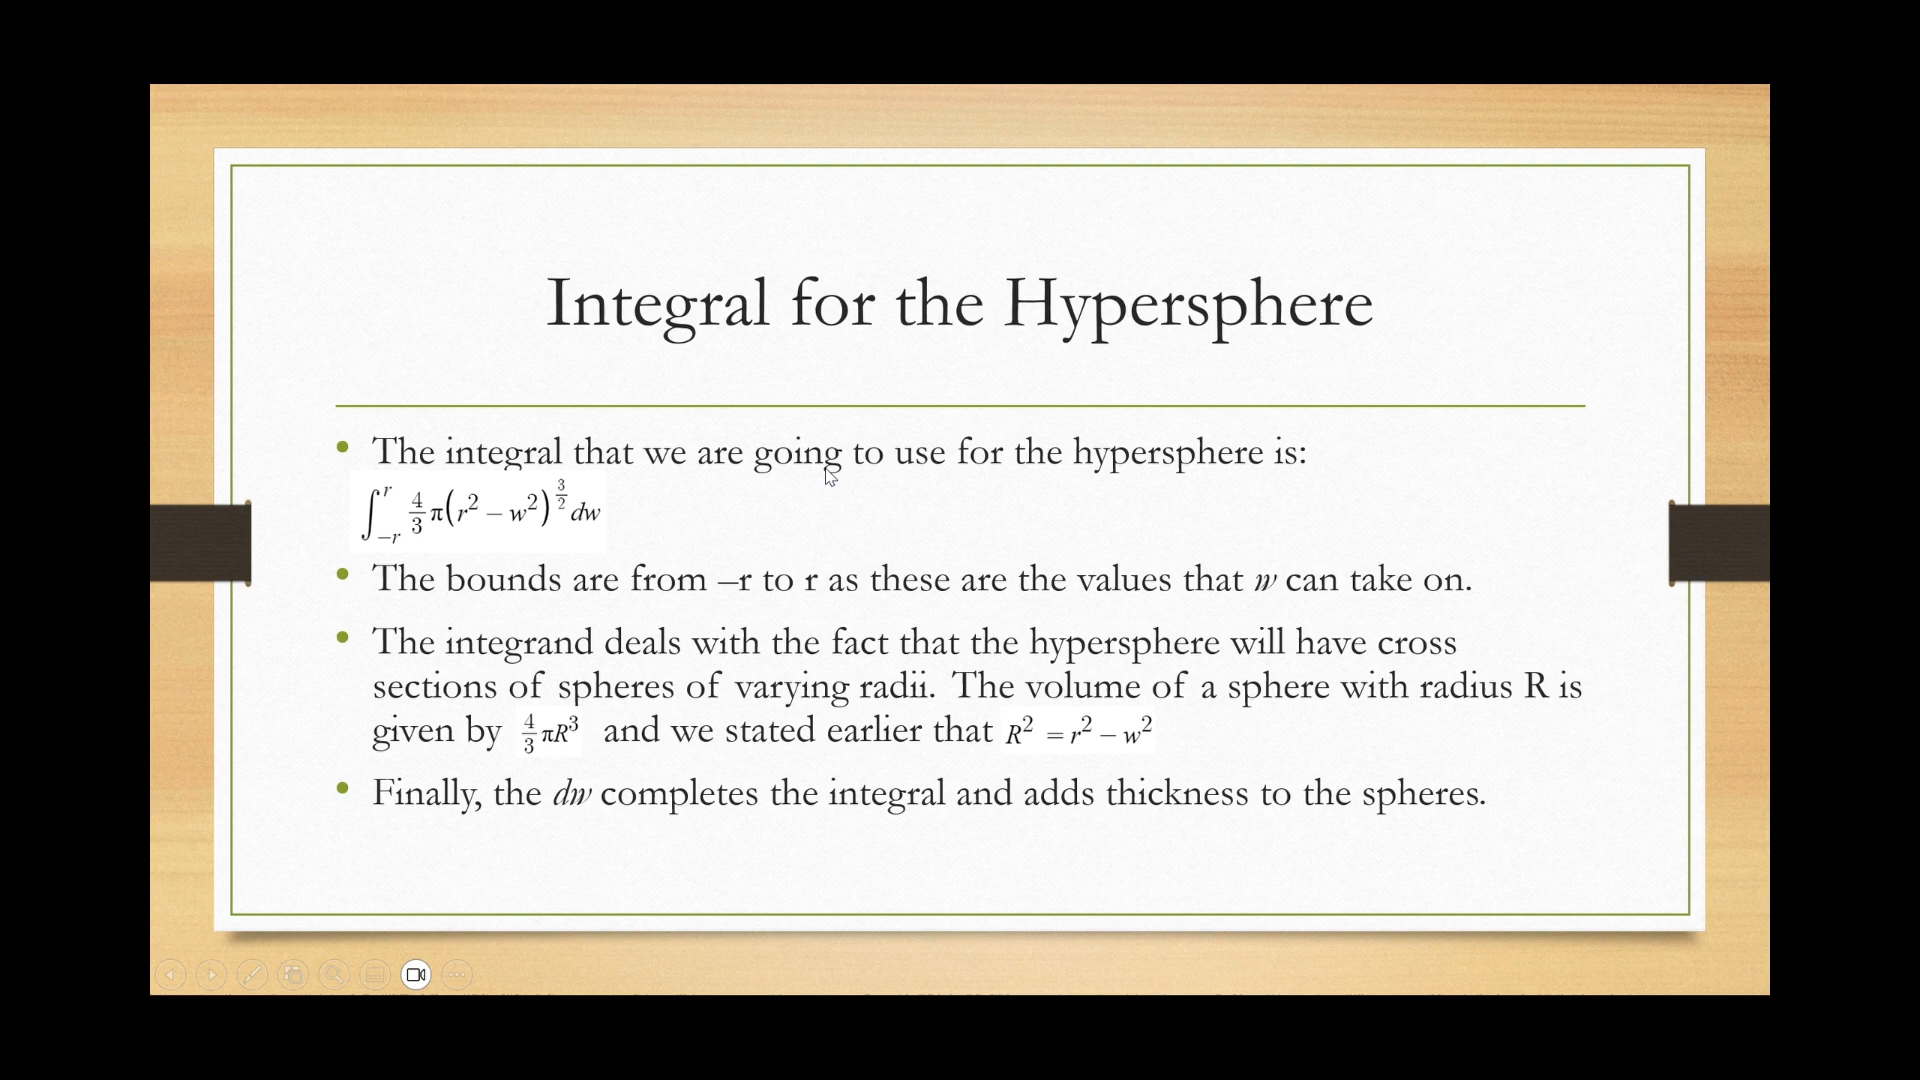 Integral for the Hypersphere
• The integral that we are going to use for the hypersphere is:
∫_{-r}^{r} 4/3 π(r² − w²)^{3/2} dw
• The bounds are from –r to r as these are the values that w can take on.
• The integrand deals with the fact that the hypersphere will have cross
sections of spheres of varying radii. The volume of a sphere with radius R is
given by 4/3 πR³ and we stated earlier that R² = r² − w²
• Finally, the dw completes the integral and adds thickness to the spheres.